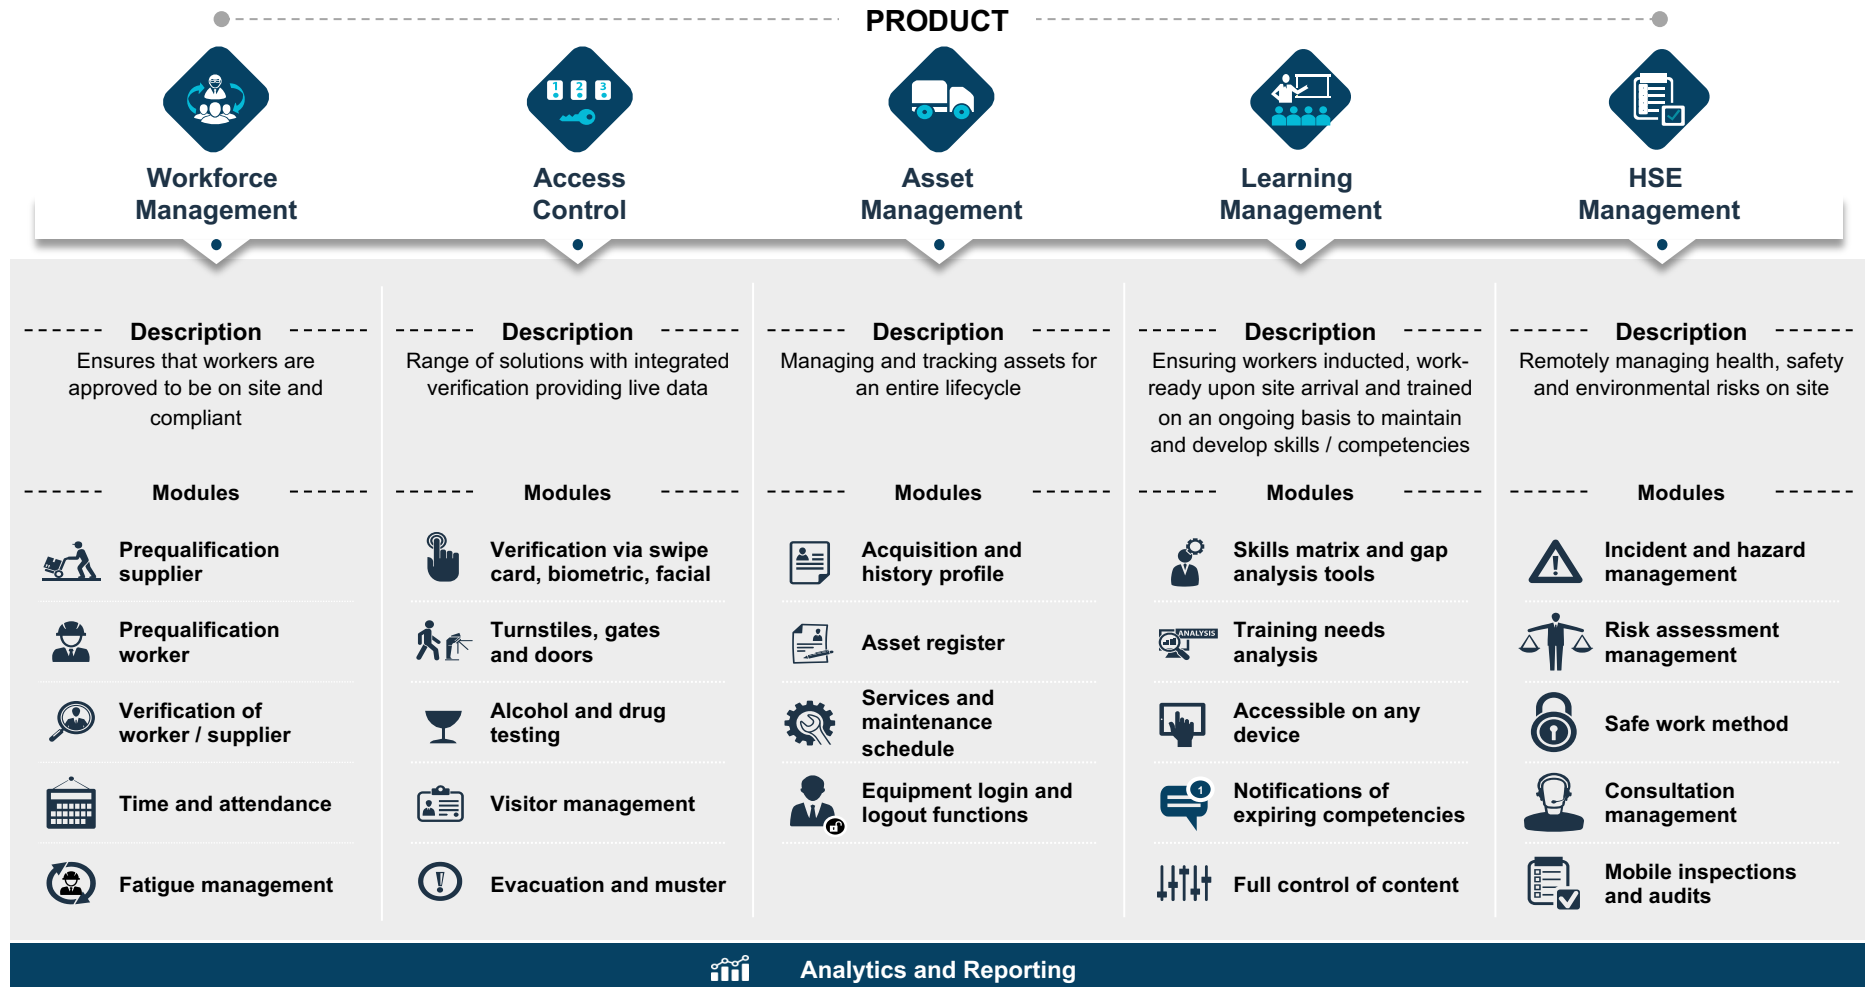 PRODUCT
1 2 3
Workforce
Management
Access
Control
Asset
Management
Learning
Management
HSE
Management
Description
Ensures that workers are
approved to be on site and
compliant
Modules
Prequalification
supplier
Prequalification
worker
Verification of
worker / supplier
Time and attendance
Fatigue management
Description
Range of solutions with integrated
verification providing live data
Modules
Verification via swipe
card, biometric, facial
Turnstiles, gates
and doors
Alcohol and drug
testing
Visitor management
Evacuation and muster
Description
Managing and tracking assets for
an entire lifecycle
Modules
Acquisition and
history profile
Asset register
Services and
maintenance
schedule
Equipment login and
logout functions
Description
Ensuring workers inducted, work-
ready upon site arrival and trained
on an ongoing basis to maintain
and develop skills / competencies
Modules
Skills matrix and gap
analysis tools
ANALYSIS
Training needs
analysis
Accessible on any
device
1
Notifications of
expiring competencies
Full control of content
Description
Remotely managing health, safety
and environmental risks on site
Modules
Incident and hazard
management
Risk assessment
management
Safe work method
Consultation
management
Mobile inspections
and audits
Analytics and Reporting